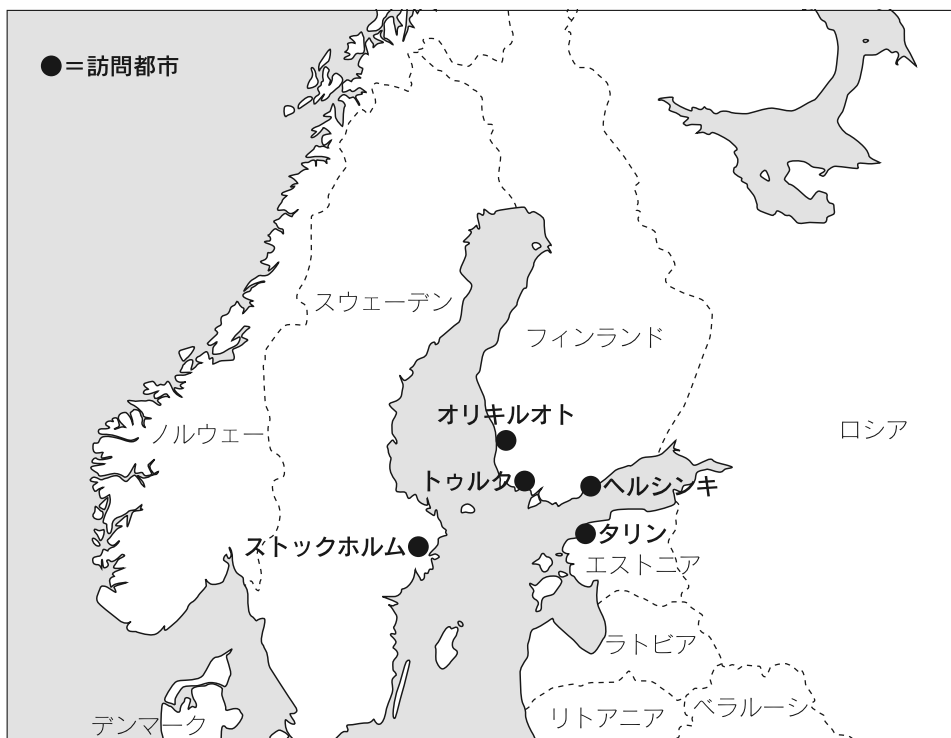 ●=訪問都市
スウェーデン
フィンランド
オリキルオト
ノルウェー
ロシア
トゥルク
ヘルシンキ
タリン
ストックホルム
エストニア
ラトビア
ベラルーシ
リトアニア
デンマーク